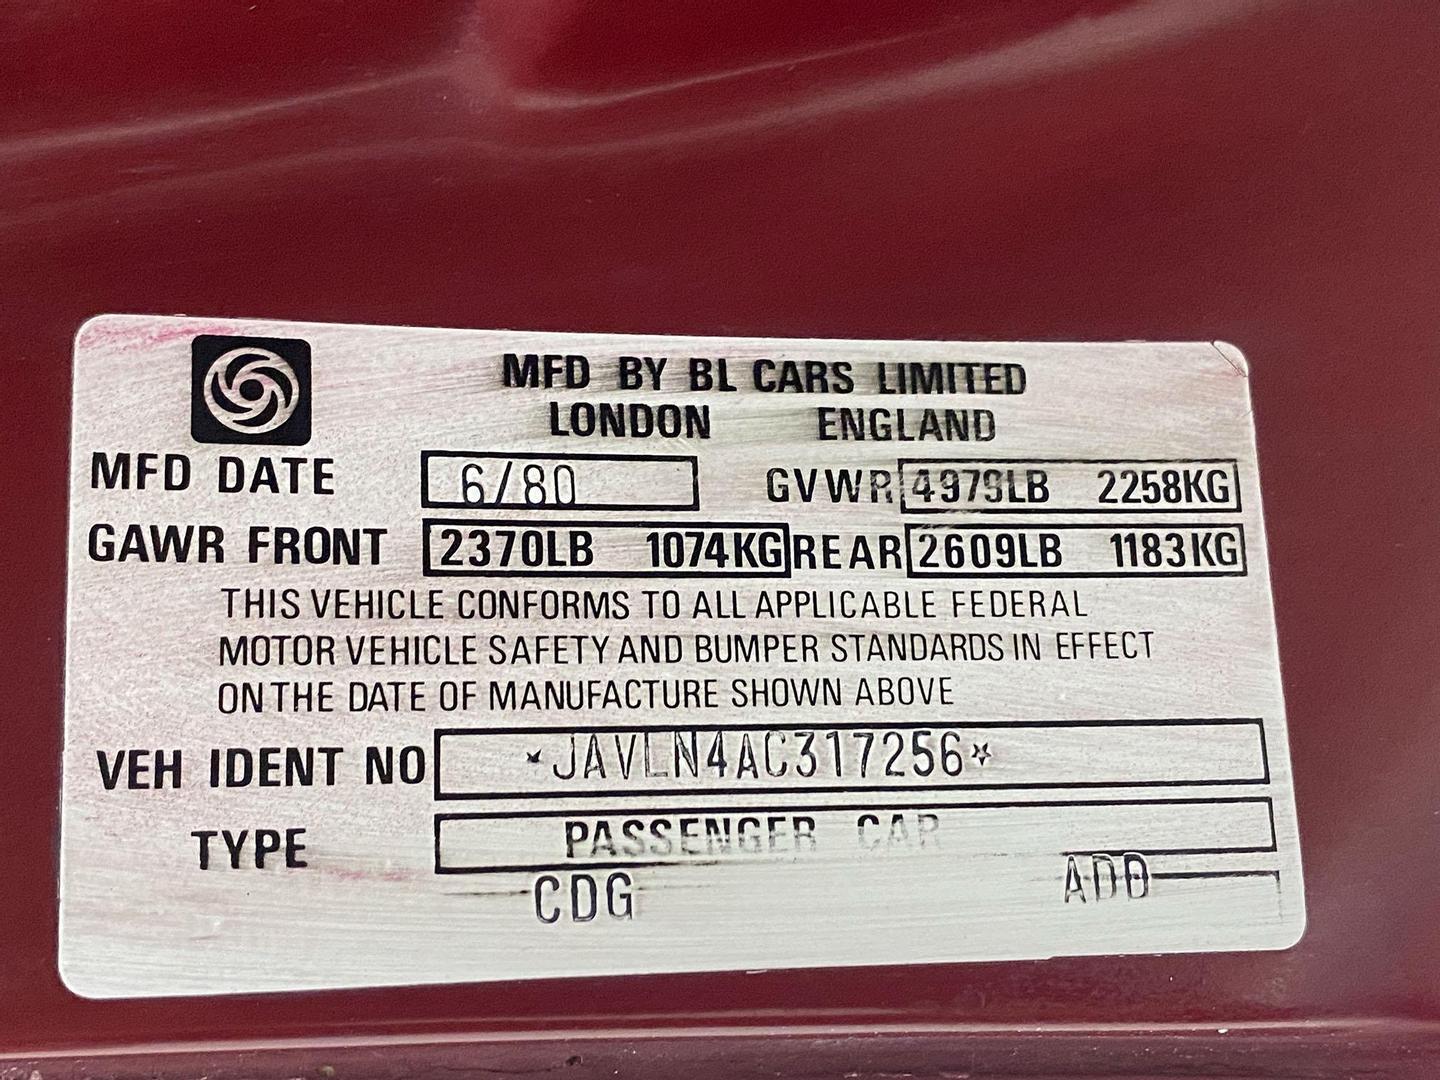 MFD BY BL CARS LIMITED
LONDON ENGLAND
MFD DATE 6/80 GVWR 4979LB 2258KG
GAWR FRONT 2370LB 1074KG REAR 2609LB 1183KG
THIS VEHICLE CONFORMS TO ALL APPLICABLE FEDERAL
MOTOR VEHICLE SAFETY AND BUMPER STANDARDS IN EFFECT
ON THE DATE OF MANUFACTURE SHOWN ABOVE
VEH IDENT NO *JAVLN4AC317256*
TYPE PASSENGER CAR
CDG